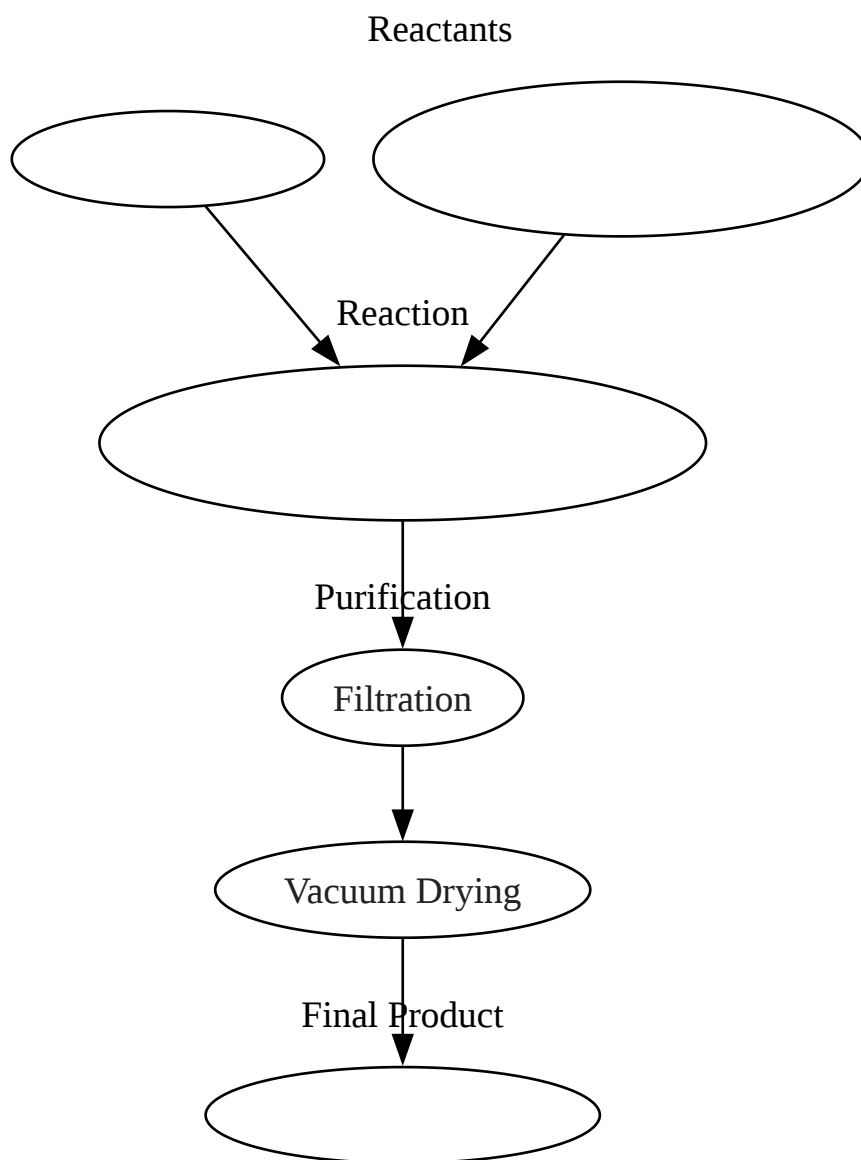 Reactants
Reaction
Purification
Filtration
Vacuum Drying
Final Product